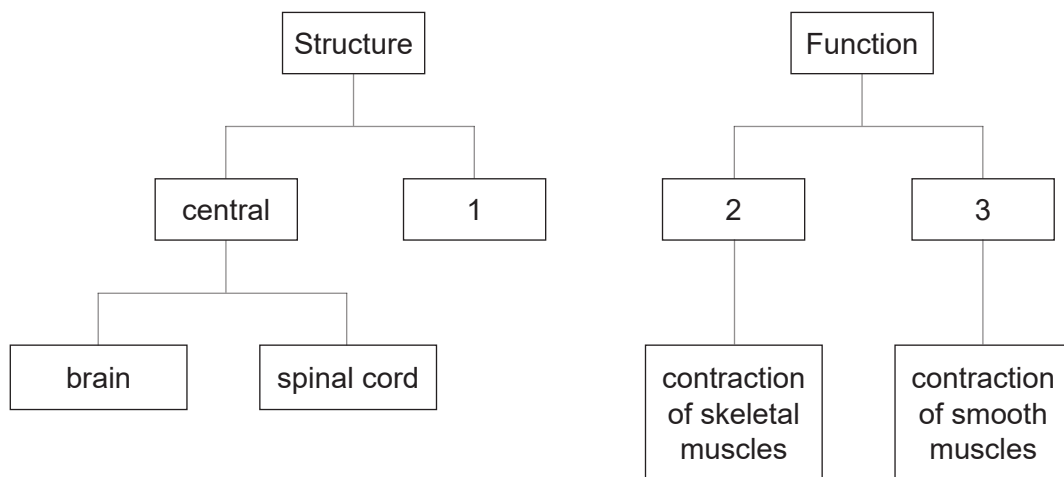 Structure
Function
central
1
2
3
brain
spinal cord
contraction
of skeletal
muscles
contraction
of smooth
muscles